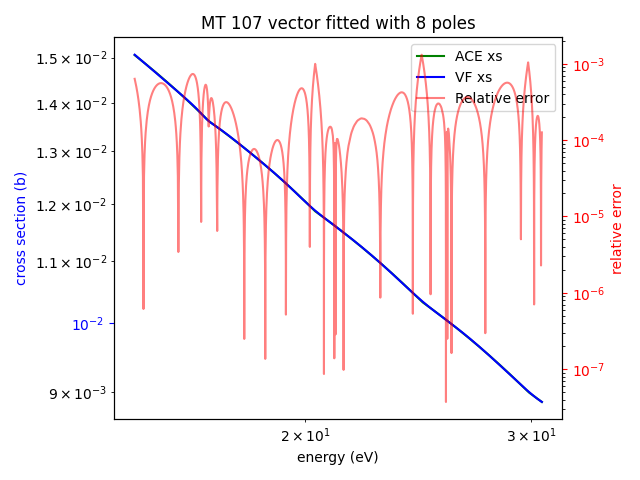 MT 107 vector fitted with 8 poles
ACE xs
VF xs
Relative error
cross section (b)
1.5 × 10⁻²
1.4 × 10⁻²
1.3 × 10⁻²
1.2 × 10⁻²
1.1 × 10⁻²
10⁻²
9 × 10⁻³
10⁻³
10⁻⁴
10⁻⁵
10⁻⁶
10⁻⁷
relative error
2 × 10¹
3 × 10¹
energy (eV)